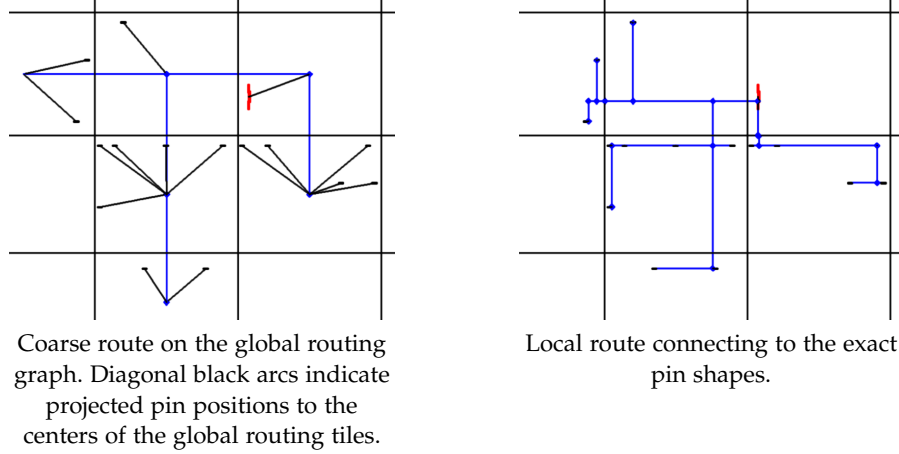 Coarse route on the global routing
graph. Diagonal black arcs indicate
projected pin positions to the
centers of the global routing tiles.
Local route connecting to the exact
pin shapes.